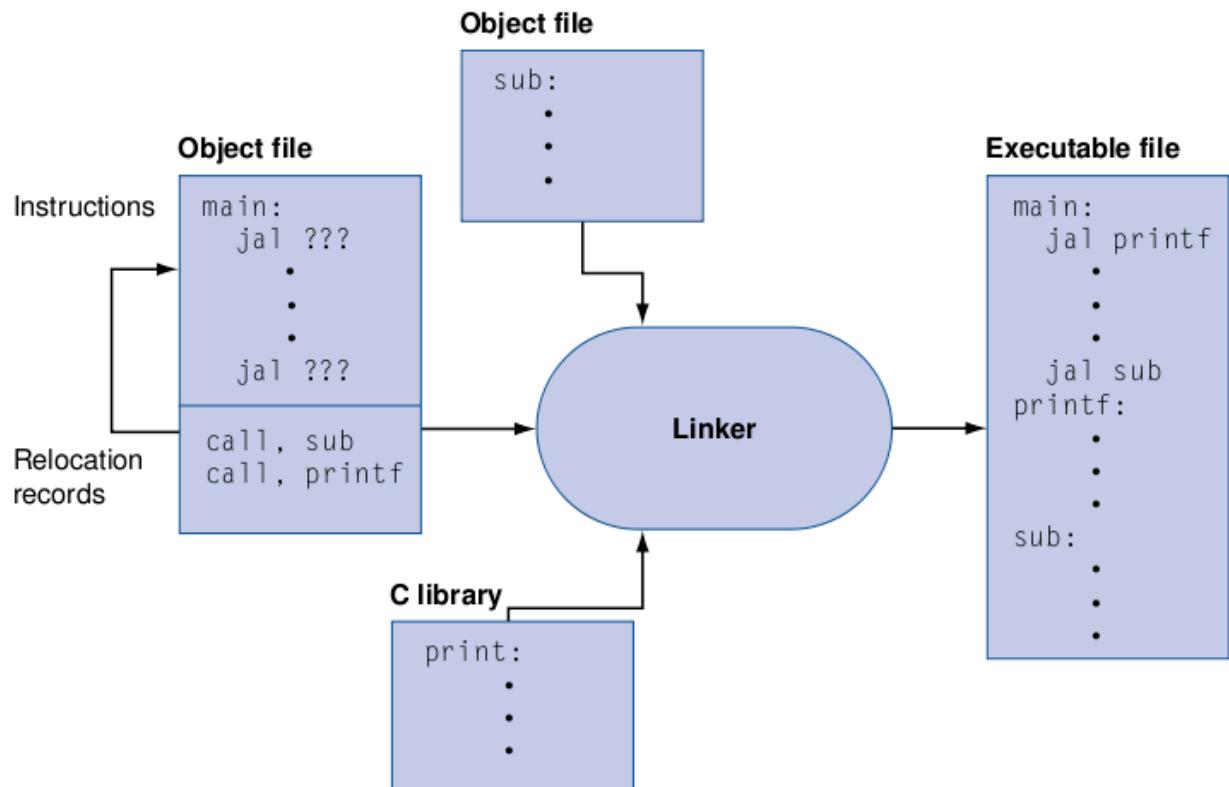 Object file
sub:
Object file
Instructions
main:
jal ???
jal ???
Relocation
records
call, sub
call, printf
Linker
C library
print:
Executable file
main:
jal printf
jal sub
printf:
sub: